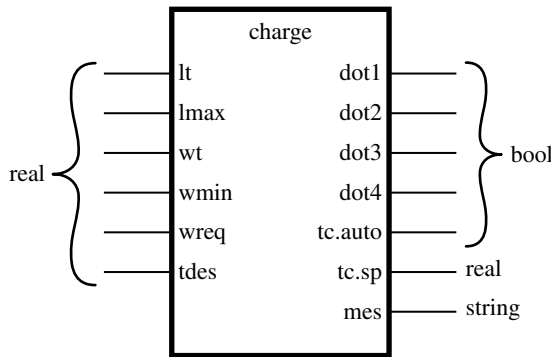 charge
lt dot1
lmax dot2
wt dot3
bool
real
wmin dot4
wreq tc.auto
tdes tc.sp real
mes string